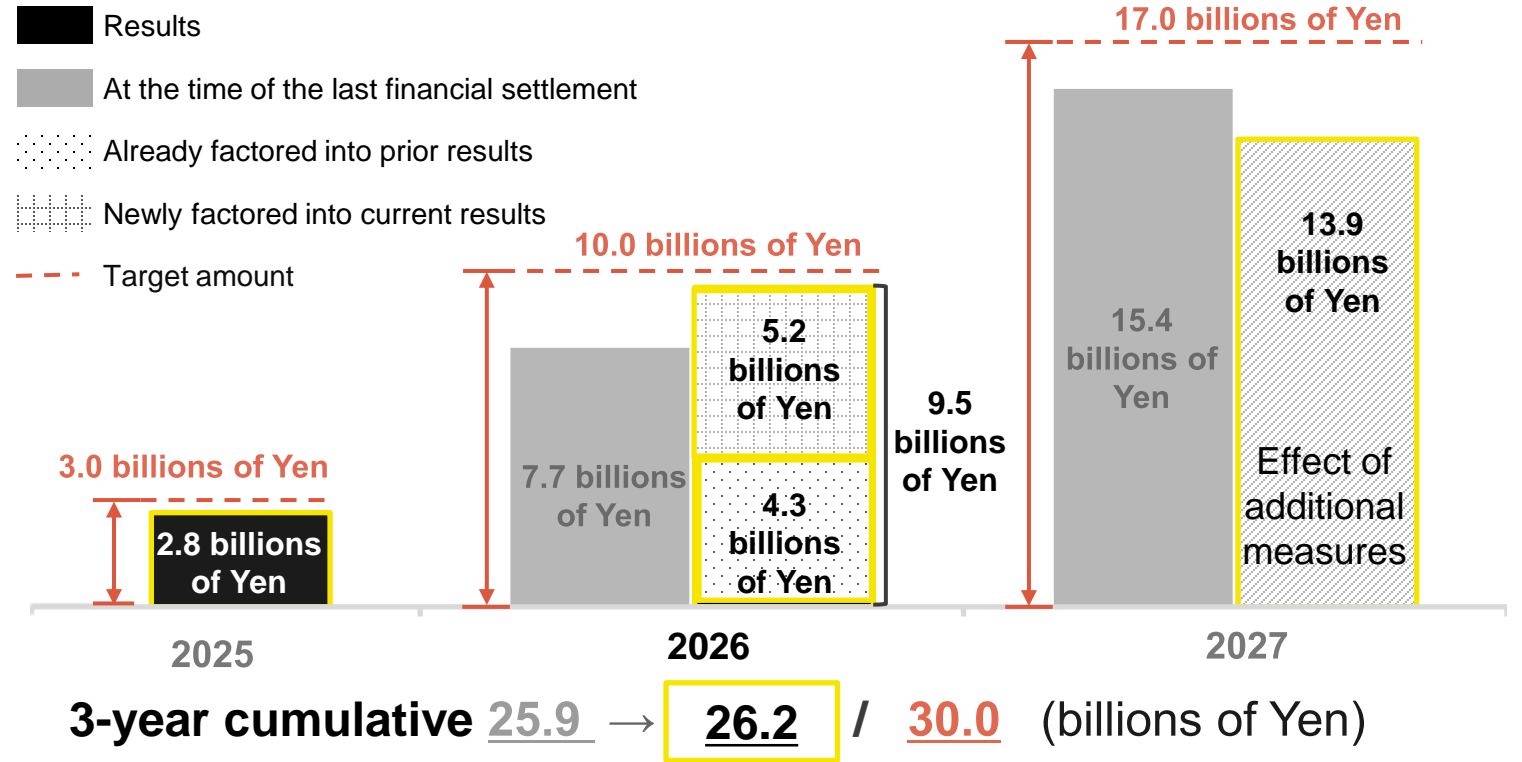 Results
At the time of the last financial settlement
Already factored into prior results
Newly factored into current results
Target amount
3.0 billions of Yen
2.8 billions
of Yen
10.0 billions of Yen
7.7 billions
of Yen
5.2
billions
of Yen
4.3
billions
of Yen
9.5
billions
of Yen
17.0 billions of Yen
15.4
billions of
Yen
13.9
billions
of Yen
Effect of
additional
measures
2025
2026
2027
3-year cumulative 25.9 → 26.2 / 30.0 (billions of Yen)